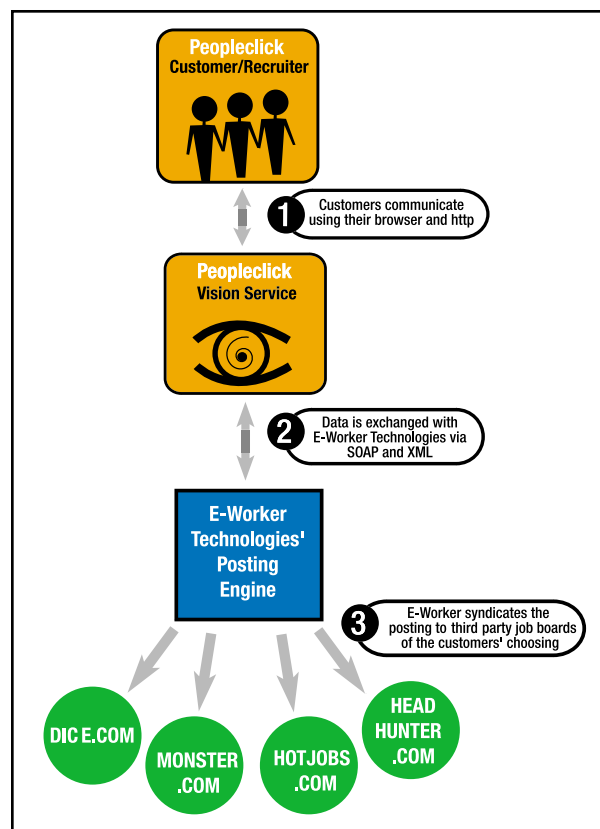 Peopleclick
Customer/Recruiter
1
Customers communicate
using their browser and http
Peopleclick
Vision Service
2
Data is exchanged with
E-Worker Technologies via
SOAP and XML
E-Worker
Technologies'
Posting
Engine
3
E-Worker syndicates the
posting to third party job boards
of the customers' choosing
DICE.COM
MONSTER
.COM
HOTJOBS
.COM
HEAD
HUNTER
.COM